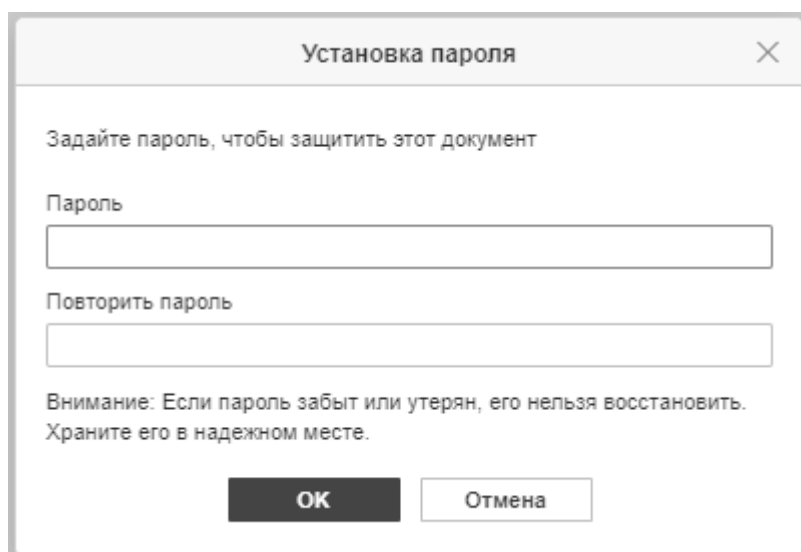 Установка пароля
Задайте пароль, чтобы защитить этот документ
Пароль
Повторить пароль
Внимание: Если пароль забыт или утерян, его нельзя восстановить.
Храните его в надежном месте.
OK Отмена